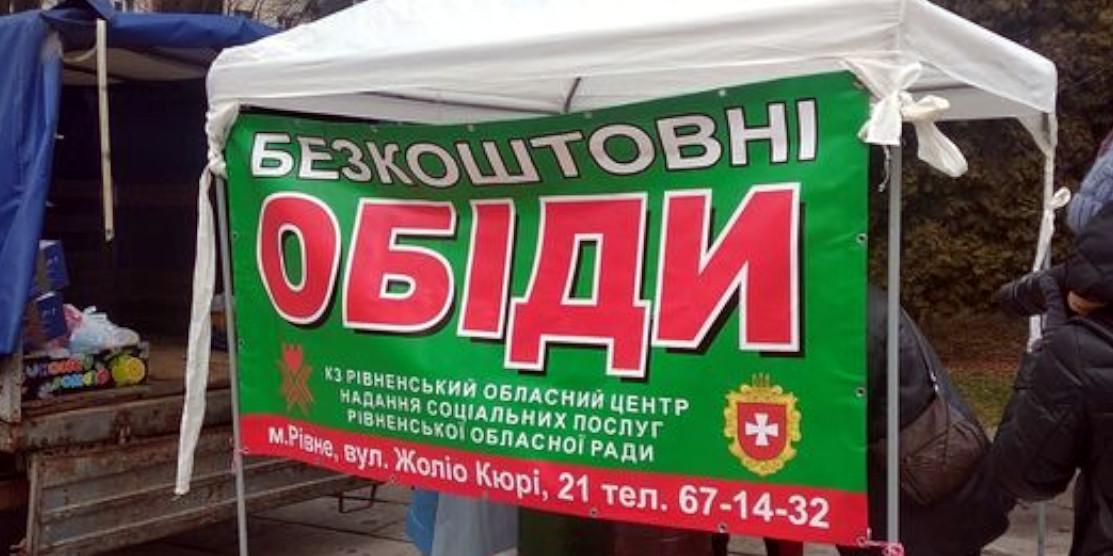 БЕЗКОШТОВНІ
ОБІДИ
КЗ РІВНЕНСЬКИЙ ОБЛАСНИЙ ЦЕНТР
НАДАННЯ СОЦІАЛЬНИХ ПОСЛУГ
РІВНЕНСЬКОЇ ОБЛАСНОЇ РАДИ
м.Рівне, вул. Жоліо Кюрі, 21 тел. 67-14-32